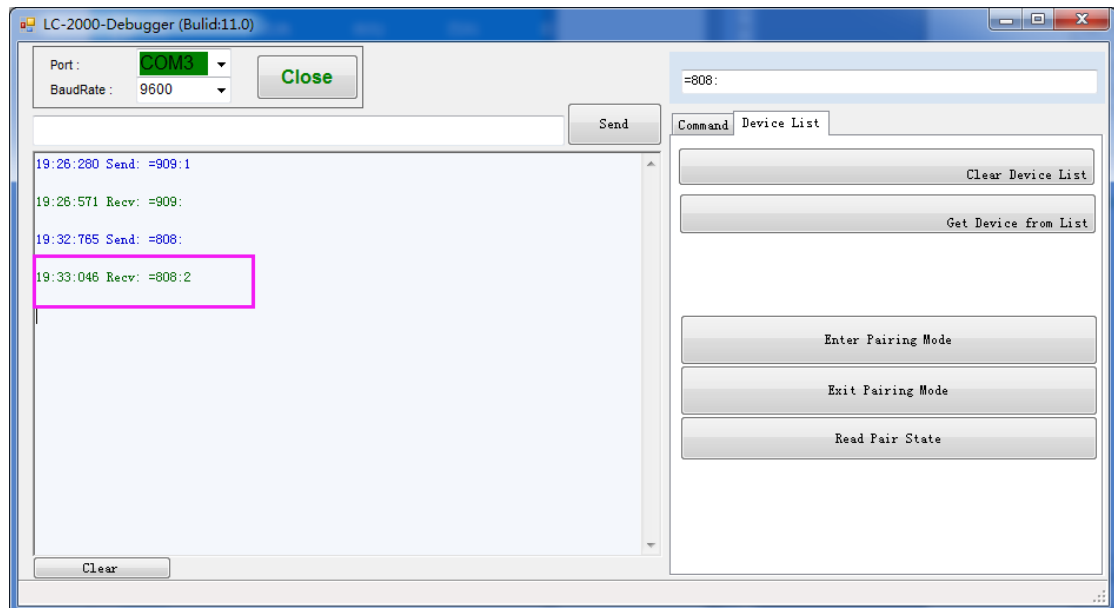 LC-2000-Debugger (Bulid:11.0)
Port :
COM3
Close
BaudRate :
9600
=808:
Send
Command
Device List
19:26:280 Send: =909:1
19:26:571 Recv: =909:
19:32:765 Send: =808:
19:33:046 Recv: =808:2
Clear Device List
Get Device from List
Enter Pairing Mode
Exit Pairing Mode
Read Pair State
Clear